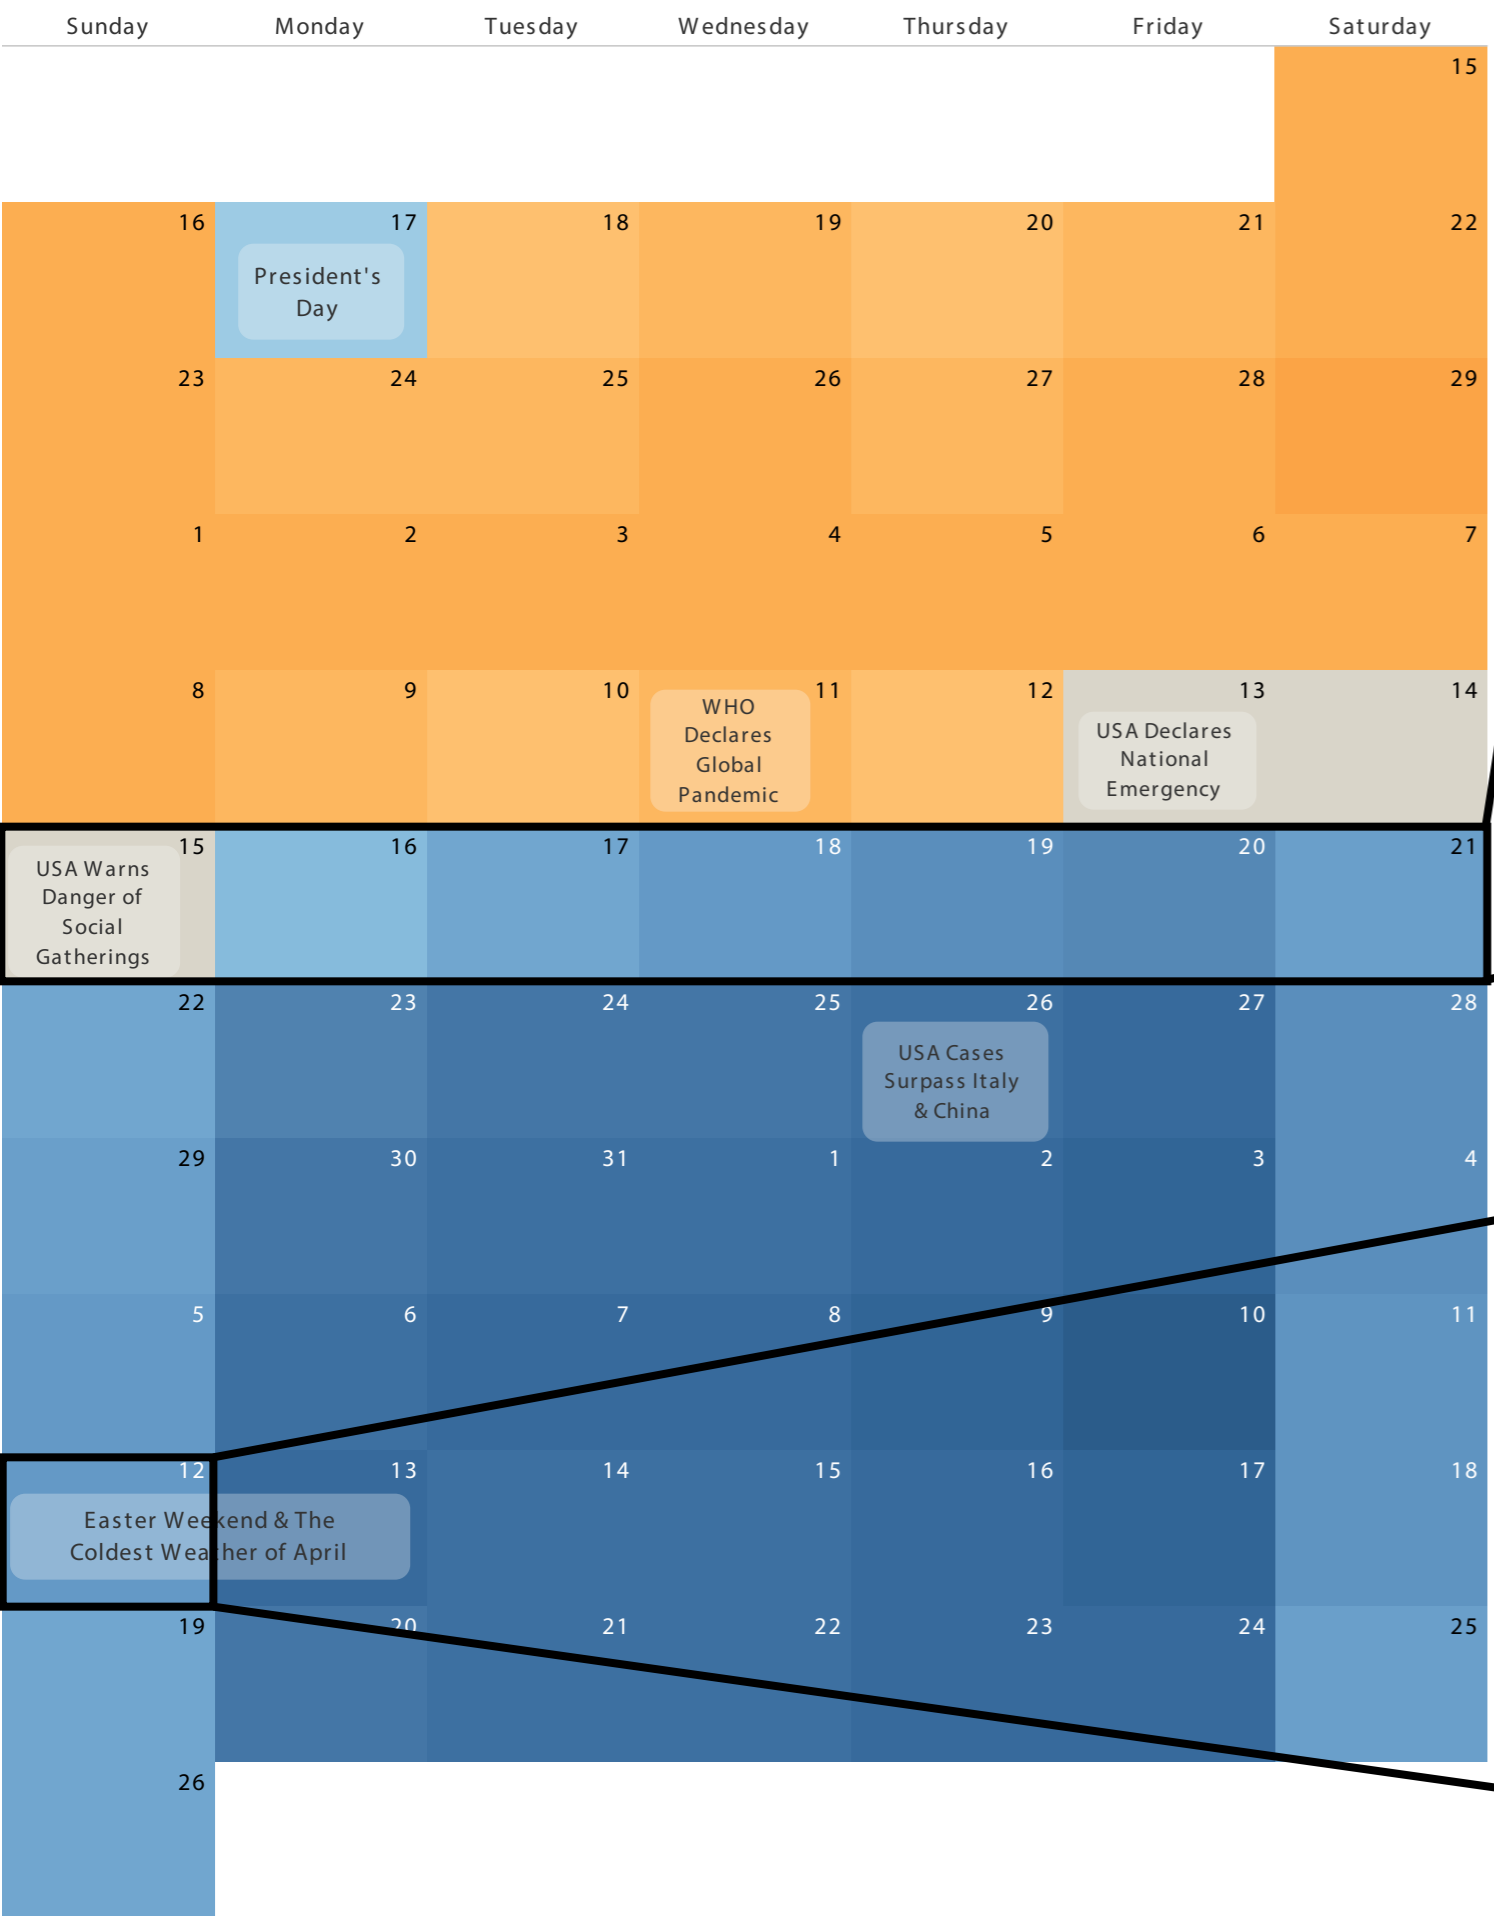 Sunday Monday Tuesday Wednesday Thursday Friday Saturday
15
16 17 18 19 20 21 22
President's
Day
23 24 25 26 27 28 29
1 2 3 4 5 6 7
8 9 10 11 12 13 14
WHO
Declares
Global
Pandemic
USA Declares
National
Emergency
15 16 17 18 19 20 21
USA Warns
Danger of
Social
Gatherings
22 23 24 25 26 27 28
USA Cases
Surpass Italy
& China
29 30 31 1 2 3 4
5 6 7 8 9 10 11
12 13 14 15 16 17 18
Easter Weekend & The
Coldest Weather of April
19 20 21 22 23 24 25
26